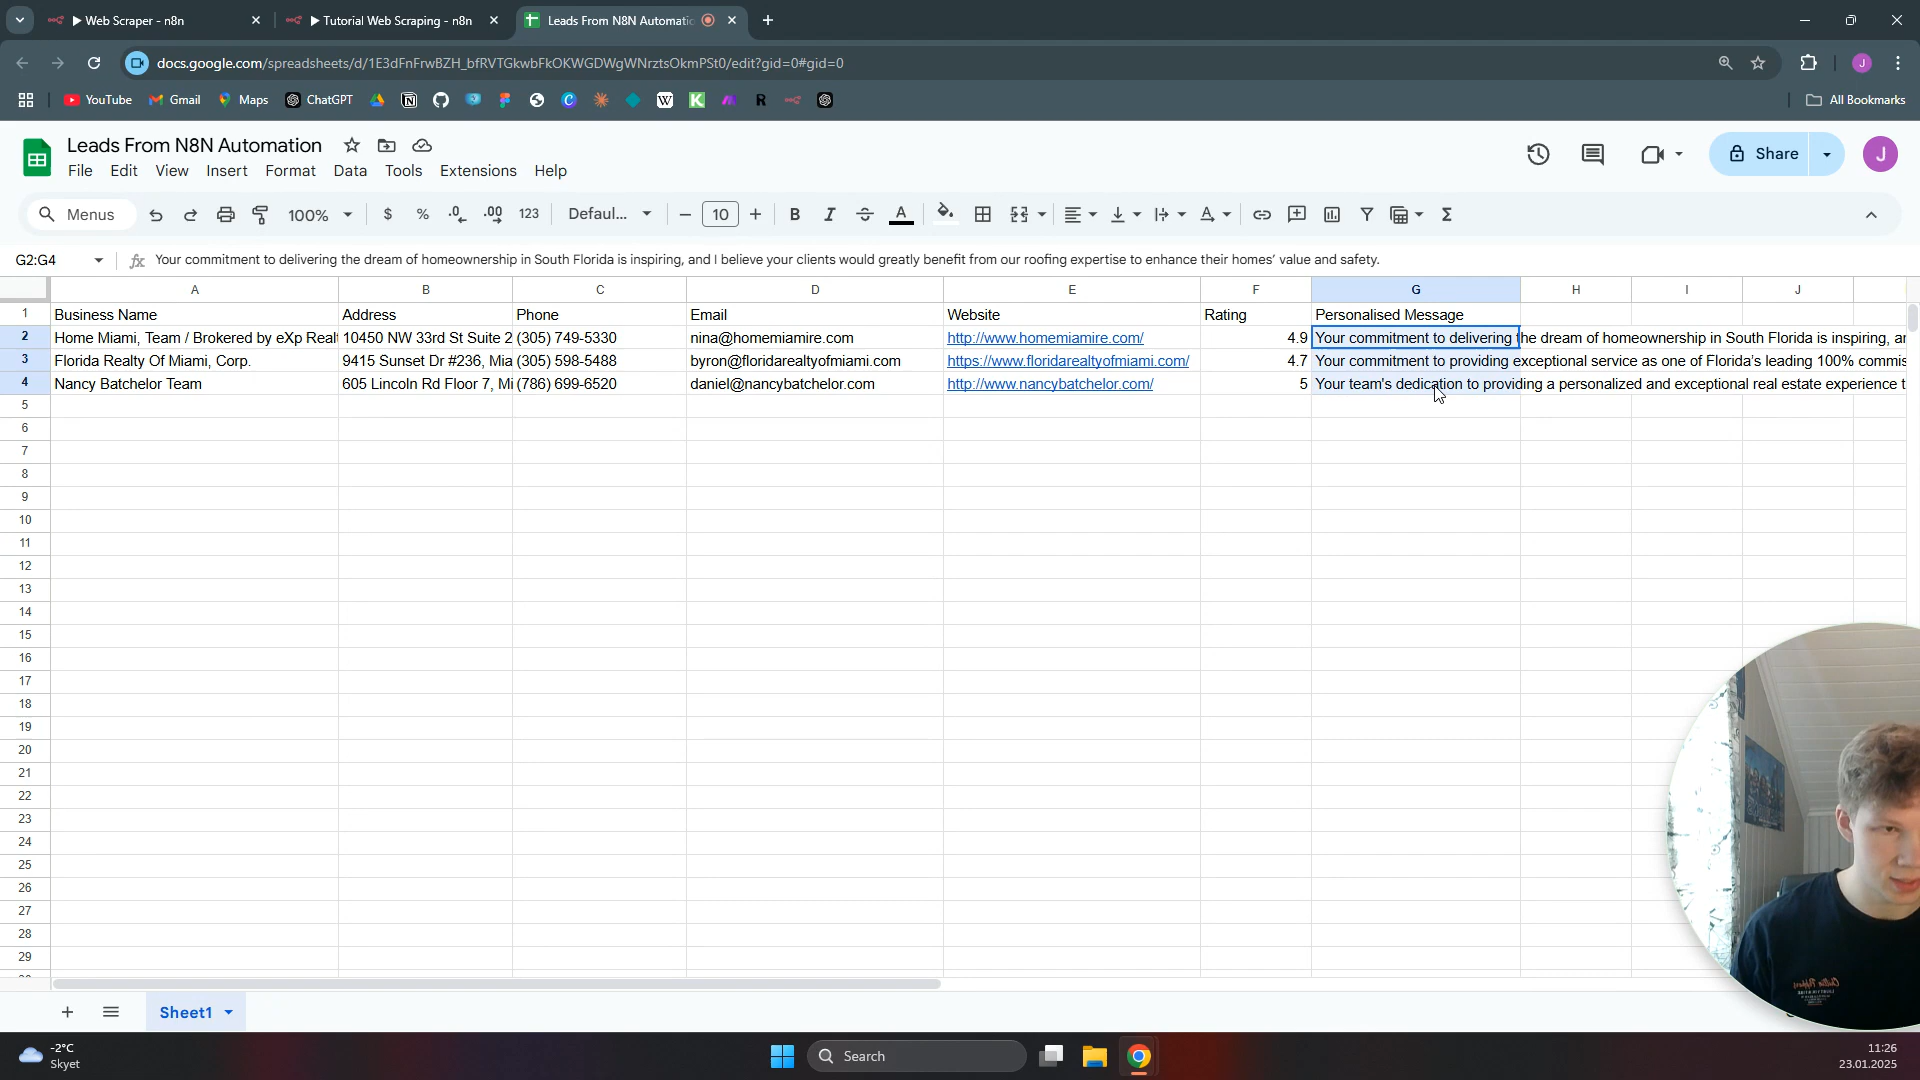 ▶ Web Scraper - n8n
▶ Tutorial Web Scraping - n8n
Leads From N8N Automatic
docs.google.com/spreadsheets/d/1E3dFnFrwBZH_bfRVTGkwbFkOKWGDWgWNrztsOkmPSt0/edit?gid=0#gid=0
J
YouTube
Gmail
Maps
ChatGPT
All Bookmarks
Leads From N8N Automation
Share
J
File Edit View Insert Format Data Tools Extensions Help
Menus
100%
$ % .0 .00 123
Defaul...
10
B I S A
G2:G4
fx Your commitment to delivering the dream of homeownership in South Florida is inspiring, and I believe your clients would greatly benefit from our roofing expertise to enhance their homes' value and safety.
A B C D E F G H I J
1 Business Name Address Phone Email Website Rating Personalised Message
2 Home Miami, Team / Brokered by eXp Realt 10450 NW 33rd St Suite 2 (305) 749-5330 nina@homemiamire.com http://www.homemiamire.com/ 4.9 Your commitment to delivering the dream of homeownership in South Florida is inspiring, ar
3 Florida Realty Of Miami, Corp. 9415 Sunset Dr #236, Mia (305) 598-5488 byron@floridarealtyofmiami.com https://www.floridarealtyofmiami.com/ 4.7 Your commitment to providing exceptional service as one of Florida's leading 100% commis
4 Nancy Batchelor Team 605 Lincoln Rd Floor 7, Mi (786) 699-6520 daniel@nancybatchelor.com http://www.nancybatchelor.com/ 5 Your team's dedication to providing a personalized and exceptional real estate experience t
5
6
7
8
9
10
11
12
13
14
15
16
17
18
19
20
21
22
23
24
25
26
27
28
29
Sheet1
-2°C
Skyet
Search
11:26
23.01.2025